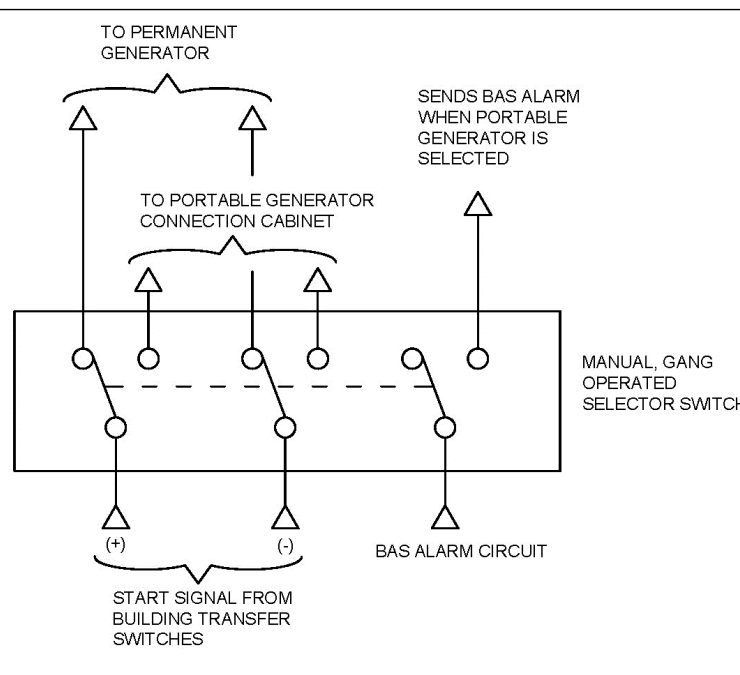 TO PERMANENT
GENERATOR
SENDS BAS ALARM
WHEN PORTABLE
GENERATOR IS
SELECTED
TO PORTABLE GENERATOR
CONNECTION CABINET
MANUAL, GANG
OPERATED
SELECTOR SWITCH
(+)
(-)
BAS ALARM CIRCUIT
START SIGNAL FROM
BUILDING TRANSFER
SWITCHES